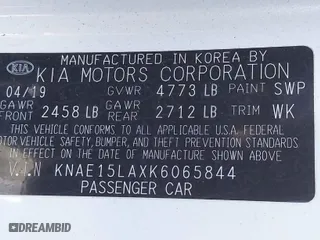 MANUFACTURED IN KOREA BY
KIA KIA MOTORS CORPORATION
04/19 GVWR 4773 LB PAINT SWP
GAWR FRONT 2458 LB GAWR REAR 2712 LB TRIM WK
THIS VEHICLE CONFORMS TO ALL APPLICABLE U.S.A. FEDERAL
MOTOR VEHICLE SAFETY, BUMPER, AND THEFT PREVENTION STANDARDS
IN EFFECT ON THE DATE OF MANUFACTURE SHOWN ABOVE.
V.I.N KNAE15LAXK6065844
PASSENGER CAR
DREAMBID